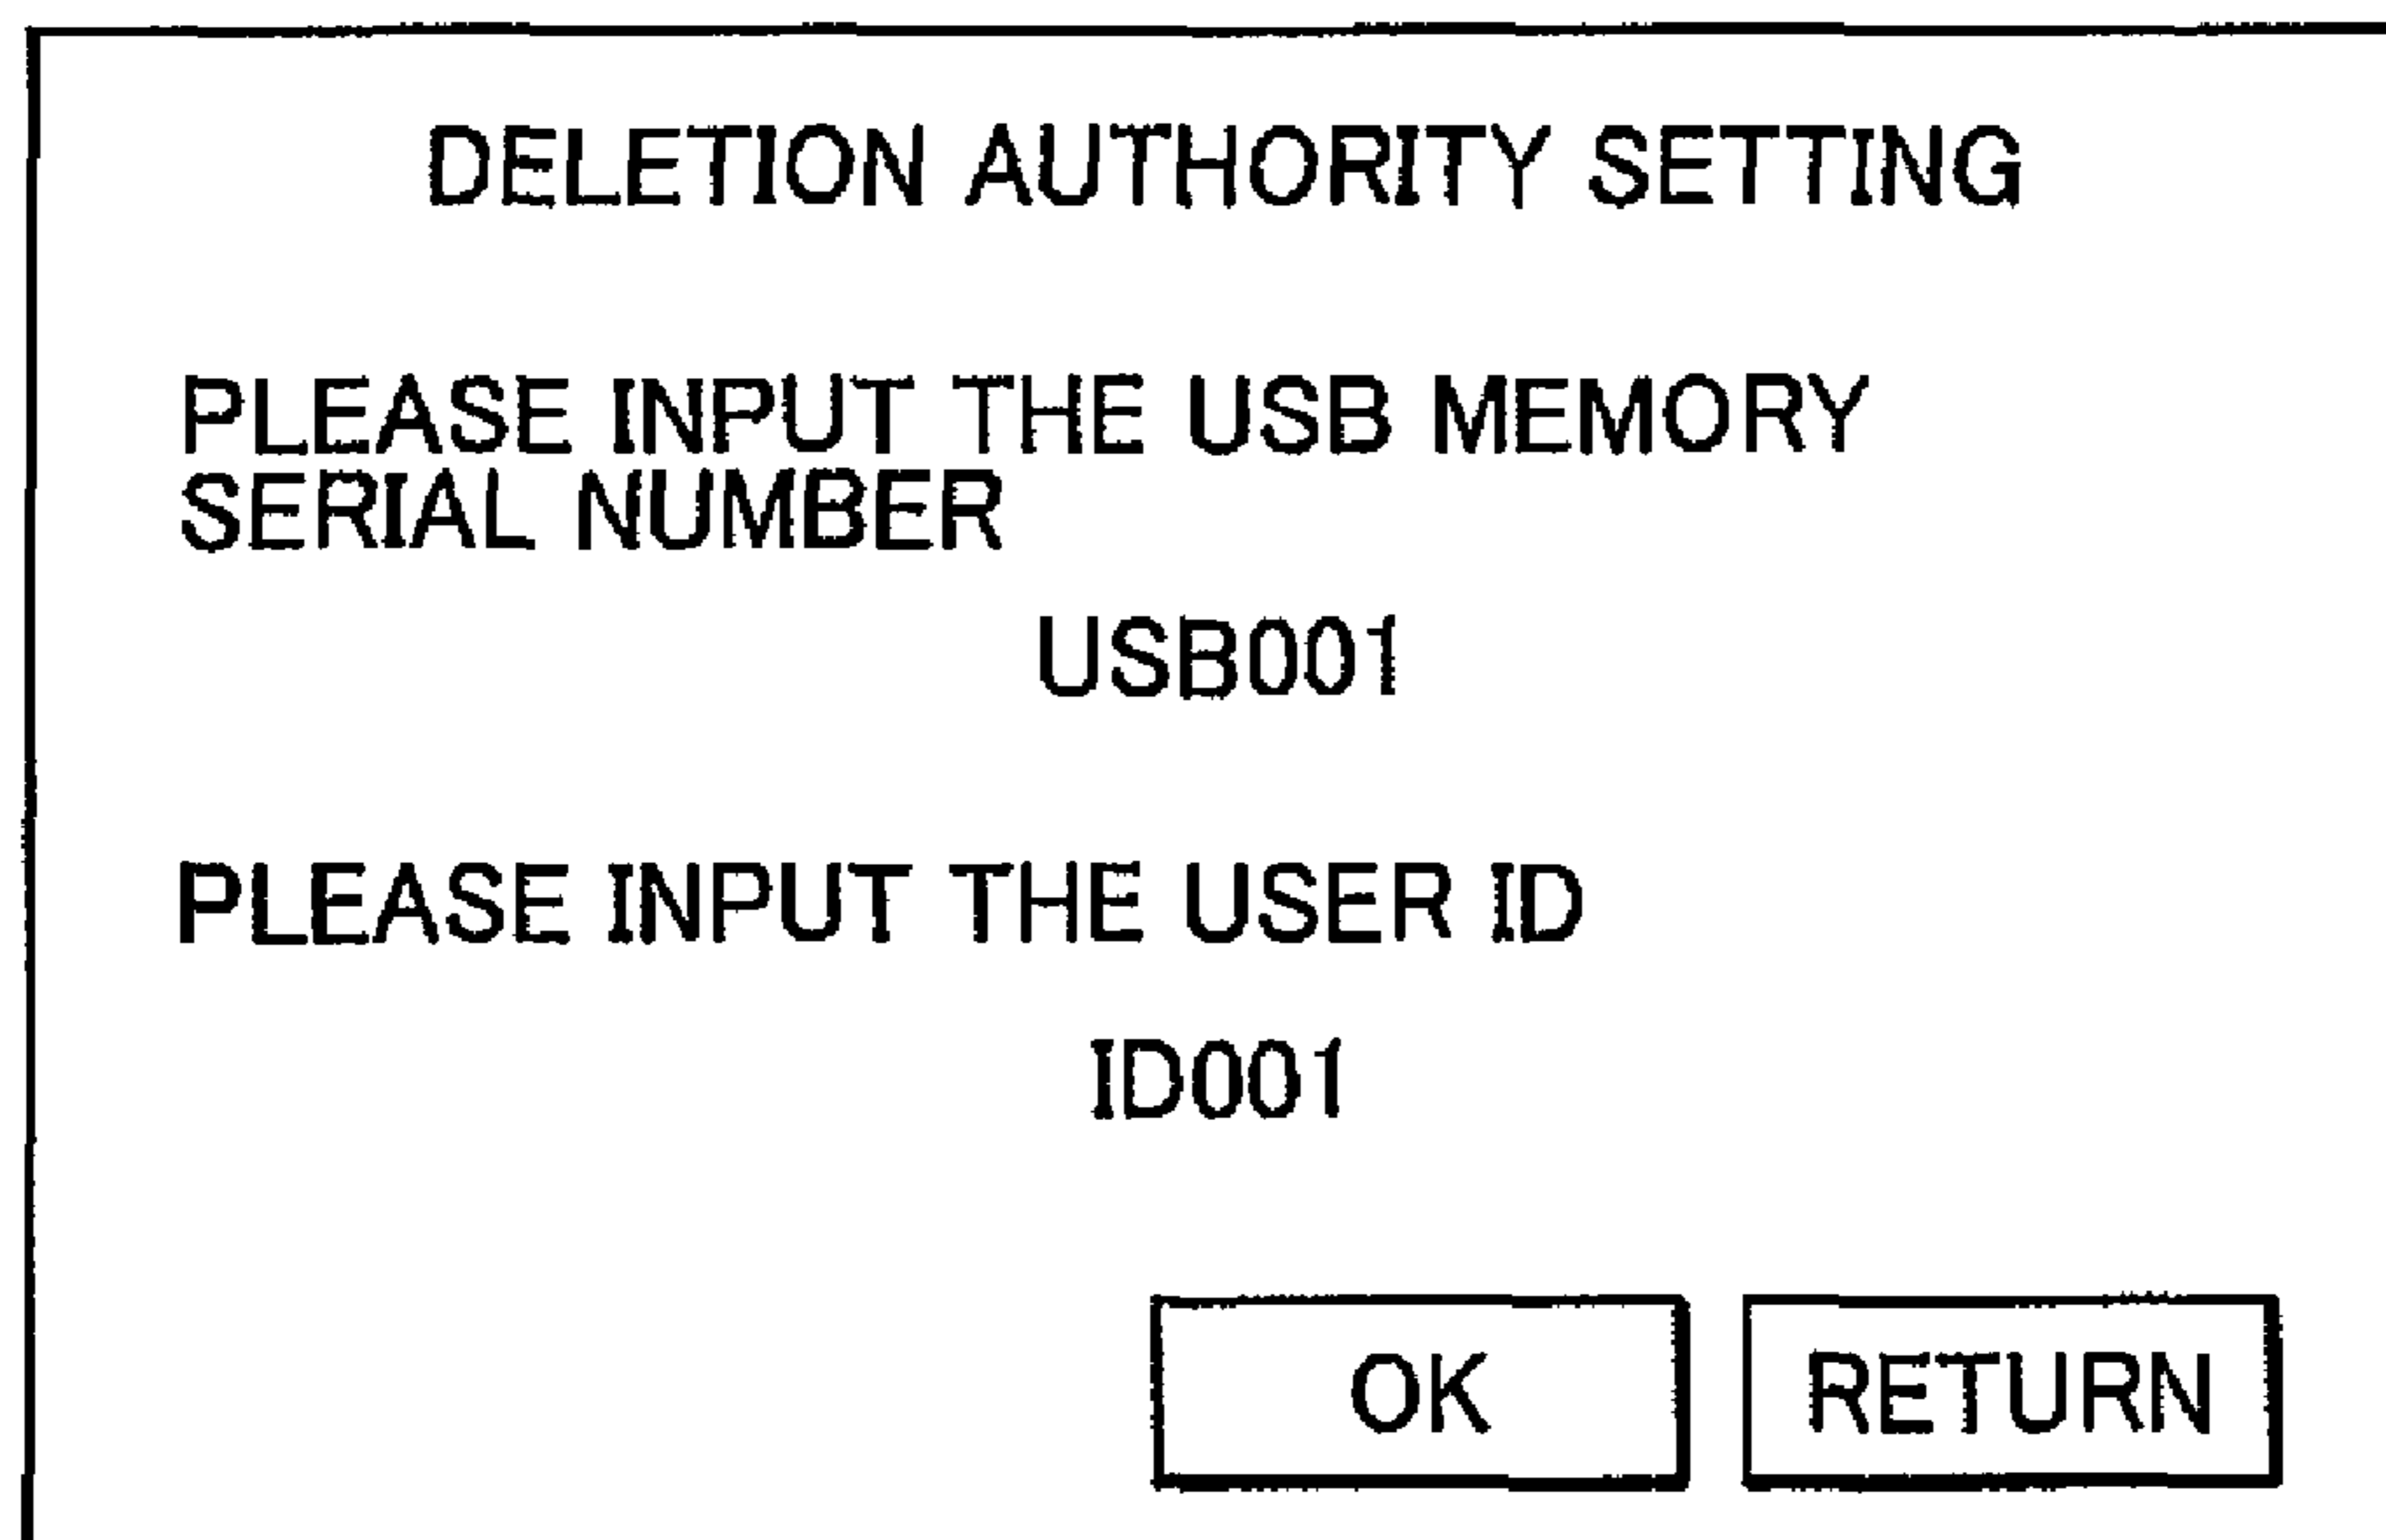 DELETION AUTHORITY SETTING
PLEASE INPUT THE USB MEMORY
SERIAL NUMBER
USB001
PLEASE INPUT THE USER ID
ID001
OK
RETURN